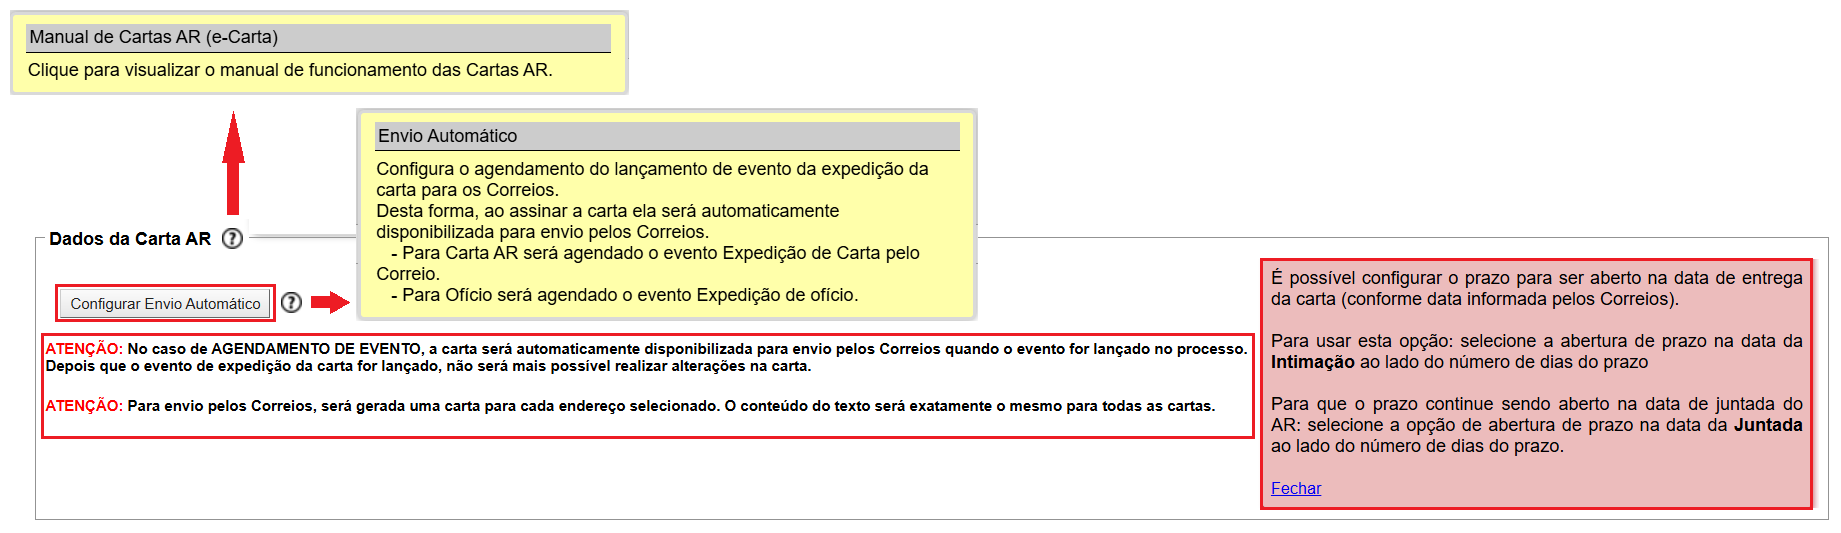 Manual de Cartas AR (e-Carta)
Clique para visualizar o manual de funcionamento das Cartas AR.
Envio Automático
Configura o agendamento do lançamento de evento da expedição da
carta para os Correios.
Desta forma, ao assinar a carta ela será automaticamente
disponibilizada para envio pelos Correios.
- Para Carta AR será agendado o evento Expedição de Carta pelo
Correio.
- Para Ofício será agendado o evento Expedição de ofício.
Dados da Carta AR ?
Configurar Envio Automático ?
ATENÇÃO: No caso de AGENDAMENTO DE EVENTO, a carta será automaticamente disponibilizada para envio pelos Correios quando o evento for lançado no processo.
Depois que o evento de expedição da carta for lançado, não será mais possível realizar alterações na carta.
ATENÇÃO: Para envio pelos Correios, será gerada uma carta para cada endereço selecionado. O conteúdo do texto será exatamente o mesmo para todas as cartas.
É possível configurar o prazo para ser aberto na data de entrega
da carta (conforme data informada pelos Correios).
Para usar esta opção: selecione a abertura de prazo na data da
Intimação ao lado do número de dias do prazo
Para que o prazo continue sendo aberto na data de juntada do
AR: selecione a opção de abertura de prazo na data da Juntada
ao lado do número de dias do prazo.
Fechar